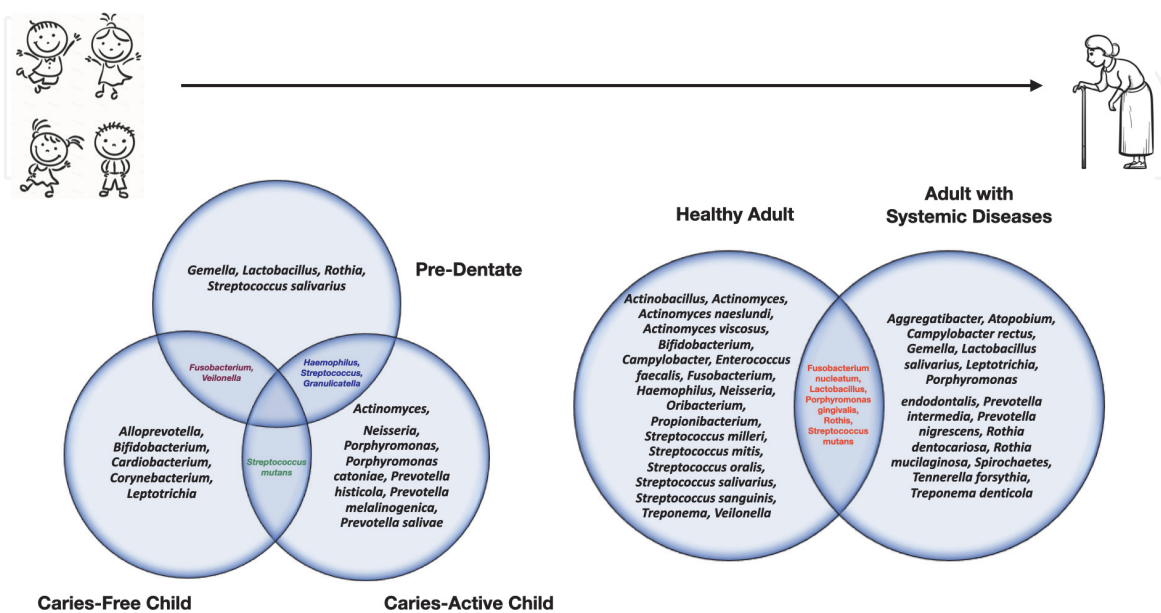 Pre-Dentate
Gemella, Lactobacillus, Rothia,
Streptococcus salivarius
Fusobacterium,
Veilonella
Haemophilus,
Streptococcus,
Granulicatella
Alloprevotella,
Bifidobacterium,
Cardiobacterium,
Corynebacterium,
Leptotrichia
Streptococcus
mutans
Actinomyces,
Neisseria,
Porphyromonas,
Porphyromonas
catoniae, Prevotella
histicola, Prevotella
melalinogenica,
Prevotella salivae
Caries-Free Child
Caries-Active Child
Healthy Adult
Adult with
Systemic Diseases
Actinobacillus, Actinomyces,
Actinomyces naeslundi,
Actinomyces viscosus,
Bifidobacterium,
Campylobacter, Enterococcus
faecalis, Fusobacterium,
Haemophilus, Neisseria,
Oribacterium,
Propionibacterium,
Streptococcus milleri,
Streptococcus mitis,
Streptococcus oralis,
Streptococcus salivarius,
Streptococcus sanguinis,
Treponema, Veilonella
Fusobacterium
nucleatum,
Lactobacillus,
Porphyromonas
gingivalis,
Rothis,
Streptococcus
mutans
Aggregatibacter, Atopobium,
Campylobacter rectus,
Gemella, Lactobacillus
salivarius, Leptotrichia,
Porphyromonas
endodontalis, Prevotella
intermedia, Prevotella
nigrescens, Rothia
dentocariosa, Rothia
mucilaginosa, Spirochaetes,
Tennerella forsythia,
Treponema denticola